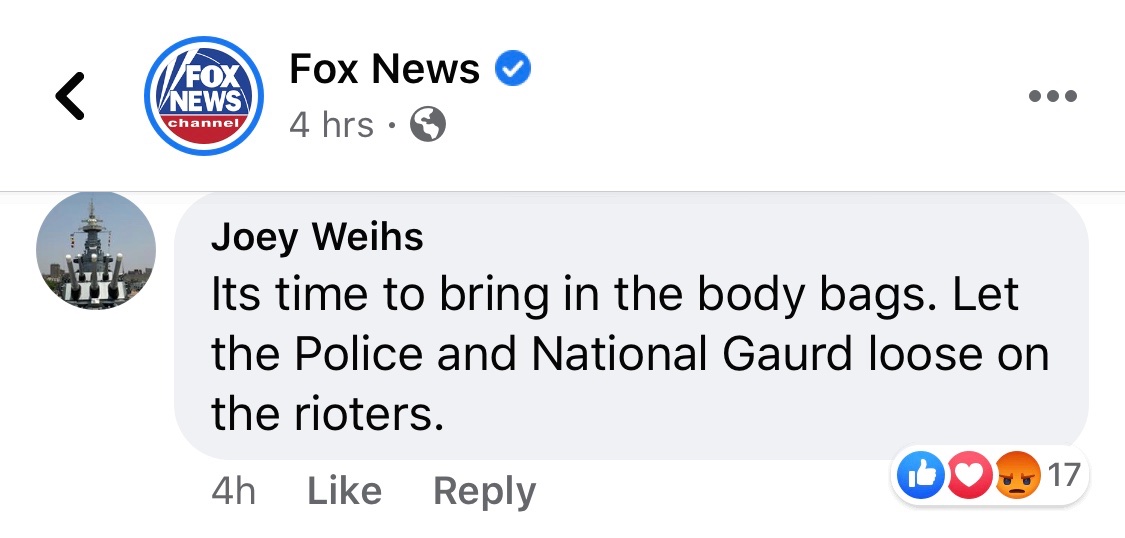 Fox News
FOX
NEWS
channel
4 hrs ·
Joey Weihs
Its time to bring in the body bags. Let
the Police and National Gaurd loose on
the rioters.
4h Like Reply
17